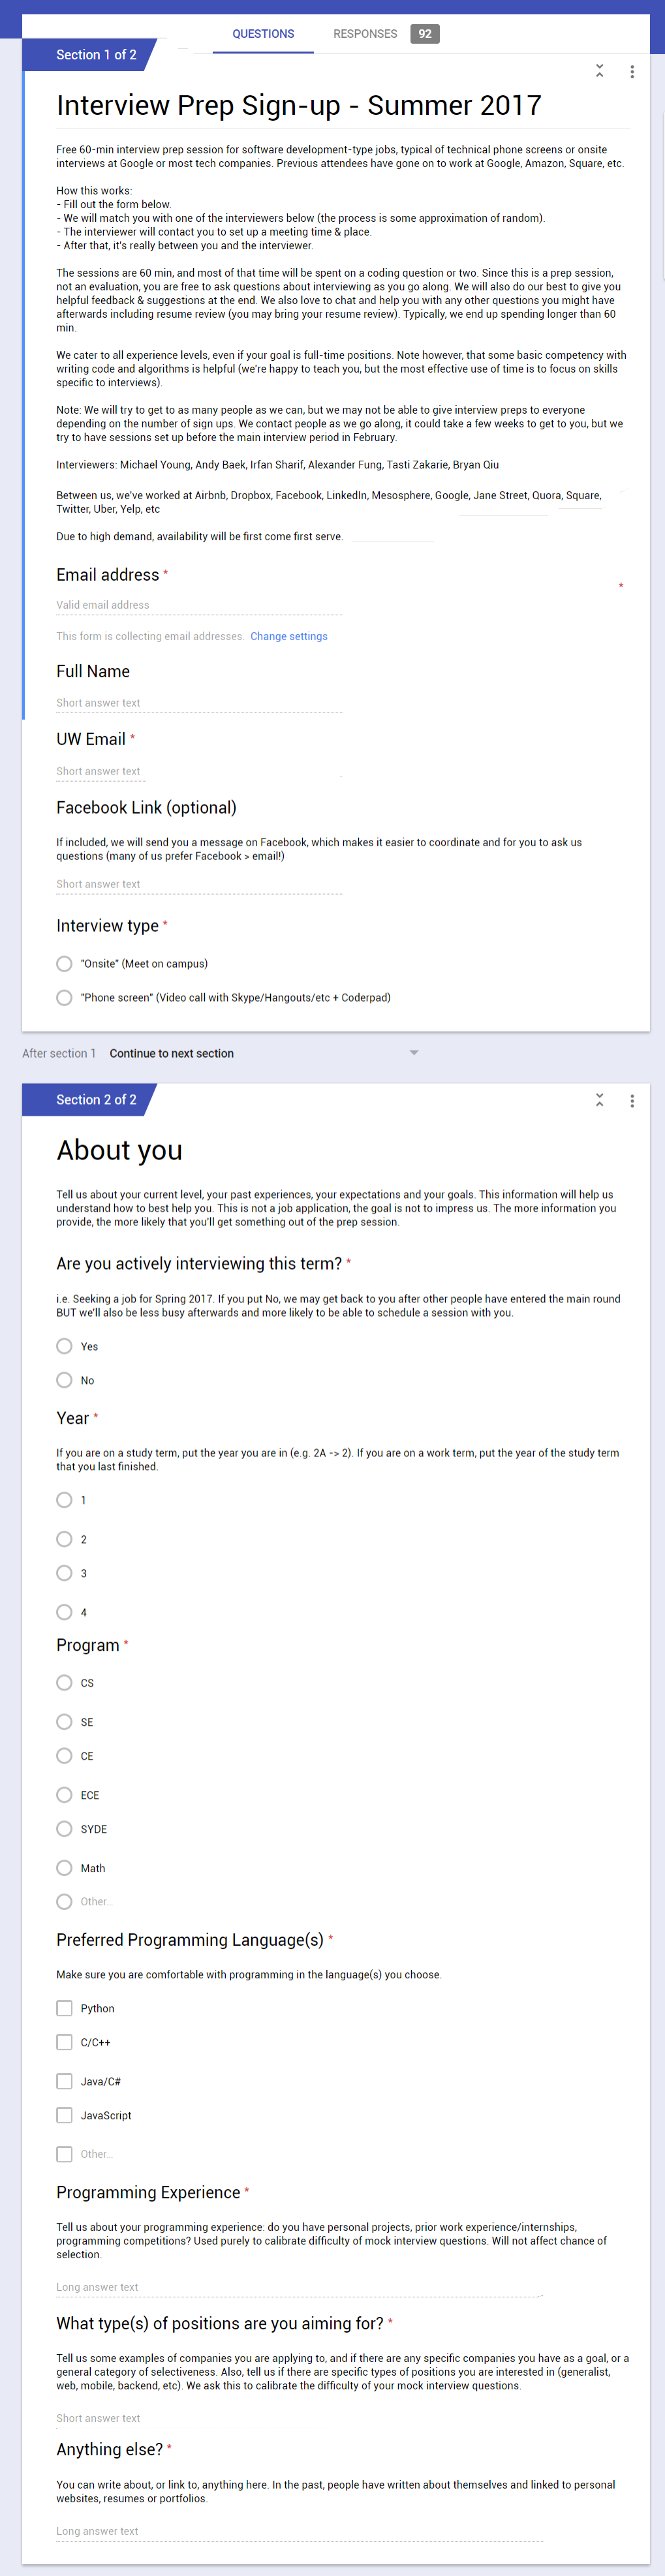 QUESTIONS RESPONSES 92
Section 1 of 2
Interview Prep Sign-up - Summer 2017
Free 60-min interview prep session for software development-type jobs, typical of technical phone screens or onsite
interviews at Google or most tech companies. Previous attendees have gone on to work at Google, Amazon, Square, etc.
How this works:
- Fill out the form below.
- We will match you with one of the interviewers below (the process is some approximation of random).
- The interviewer will contact you to set up a meeting time & place.
- After that, it's really between you and the interviewer.
The sessions are 60 min, and most of that time will be spent on a coding question or two. Since this is a prep session,
not an evaluation, you are free to ask questions about interviewing as you go along. We will also do our best to give you
helpful feedback & suggestions at the end. We also love to chat and help you with any other questions you might have
afterwards including resume review (you may bring your resume review). Typically, we end up spending longer than 60
min.
We cater to all experience levels, even if your goal is full-time positions. Note however, that some basic competency with
writing code and algorithms is helpful (we're happy to teach you, but the most effective use of time is to focus on skills
specific to interviews).
Note: We will try to get to as many people as we can, but we may not be able to give interview preps to everyone
depending on the number of sign ups. We contact people as we go along, it could take a few weeks to get to you, but we
try to have sessions set up before the main interview period in February.
Interviewers: Michael Young, Andy Baek, Irfan Sharif, Alexander Fung, Tasti Zakarie, Bryan Qiu
Between us, we've worked at Airbnb, Dropbox, Facebook, LinkedIn, Mesosphere, Google, Jane Street, Quora, Square,
Twitter, Uber, Yelp, etc
Due to high demand, availability will be first come first serve.
Email address *
*
Valid email address
This form is collecting email addresses. Change settings
Full Name
Short answer text
UW Email *
Short answer text
Facebook Link (optional)
If included, we will send you a message on Facebook, which makes it easier to coordinate and for you to ask us
questions (many of us prefer Facebook > email!)
Short answer text
Interview type *
"Onsite" (Meet on campus)
"Phone screen" (Video call with Skype/Hangouts/etc + Coderpad)
After section 1 Continue to next section
Section 2 of 2
About you
Tell us about your current level, your past experiences, your expectations and your goals. This information will help us
understand how to best help you. This is not a job application, the goal is not to impress us. The more information you
provide, the more likely that you'll get something out of the prep session.
Are you actively interviewing this term? *
i.e. Seeking a job for Spring 2017. If you put No, we may get back to you after other people have entered the main round
BUT we'll also be less busy afterwards and more likely to be able to schedule a session with you.
Yes
No
Year *
If you are on a study term, put the year you are in (e.g. 2A -> 2). If you are on a work term, put the year of the study term
that you last finished.
1
2
3
4
Program *
CS
SE
CE
ECE
SYDE
Math
Other...
Preferred Programming Language(s) *
Make sure you are comfortable with programming in the language(s) you choose.
Python
C/C++
Java/C#
JavaScript
Other...
Programming Experience *
Tell us about your programming experience: do you have personal projects, prior work experience/internships,
programming competitions? Used purely to calibrate difficulty of mock interview questions. Will not affect chance of
selection.
Long answer text
What type(s) of positions are you aiming for? *
Tell us some examples of companies you are applying to, and if there are any specific companies you have as a goal, or a
general category of selectiveness. Also, tell us if there are specific types of positions you are interested in (generalist,
web, mobile, backend, etc). We ask this to calibrate the difficulty of your mock interview questions.
Short answer text
Anything else? *
You can write about, or link to, anything here. In the past, people have written about themselves and linked to personal
websites, resumes or portfolios.
Long answer text